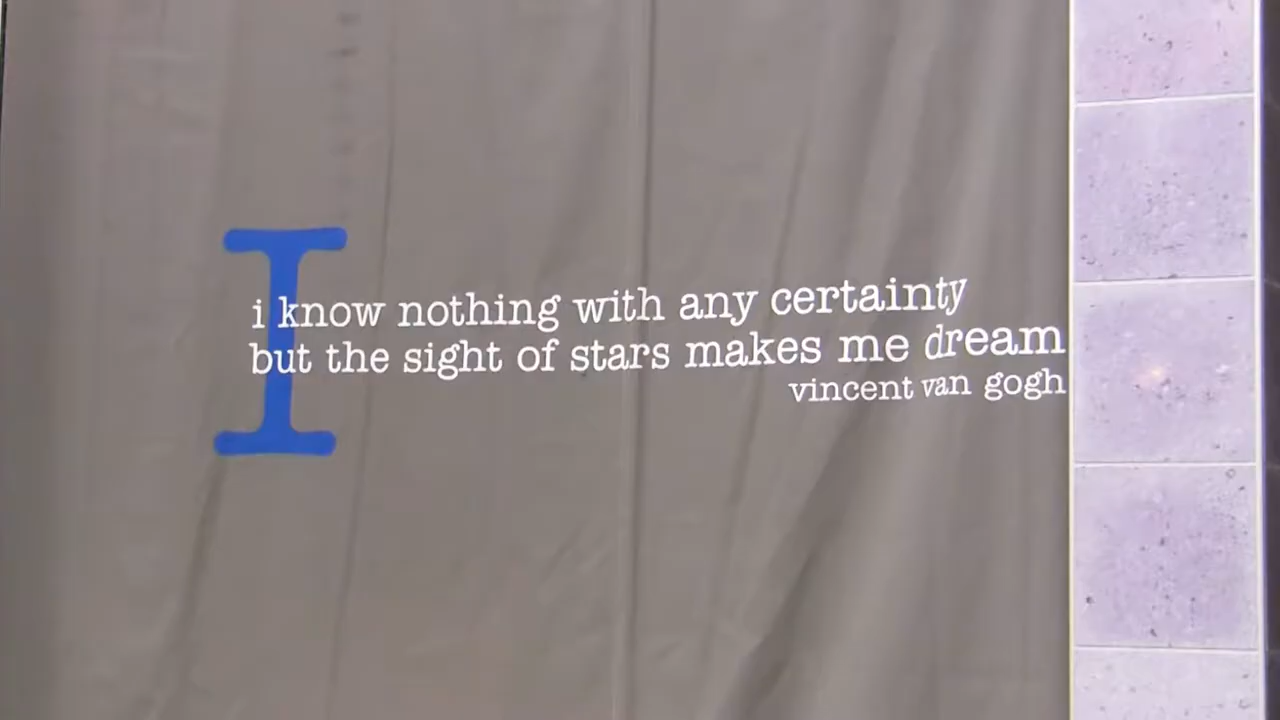 I
i know nothing with any certainty
but the sight of stars makes me dream
vincent van gogh